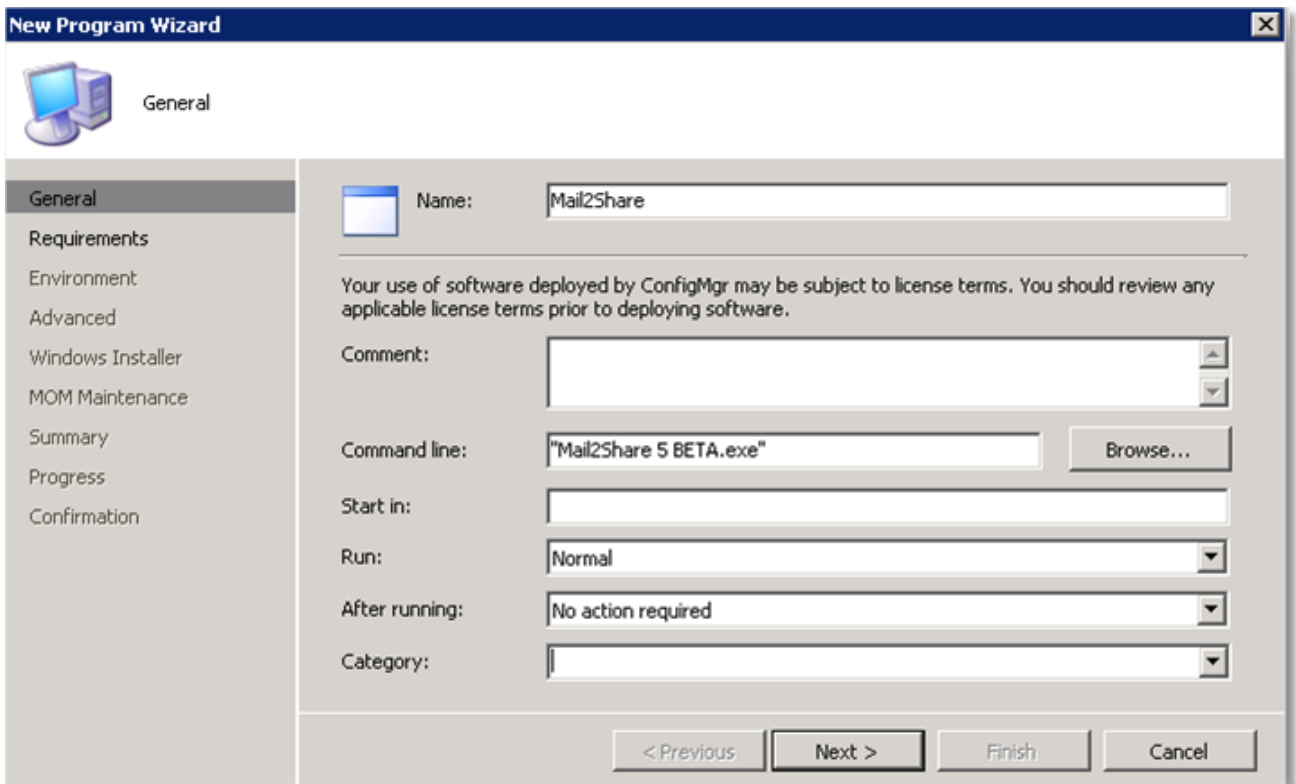 New Program Wizard
General
General
Requirements
Environment
Advanced
Windows Installer
MOM Maintenance
Summary
Progress
Confirmation
Name: Mail2Share
Your use of software deployed by ConfigMgr may be subject to license terms. You should review any
applicable license terms prior to deploying software.
Comment:
Command line: "Mail2Share 5 BETA.exe" Browse...
Start in:
Run: Normal
After running: No action required
Category:
< Previous Next > Finish Cancel